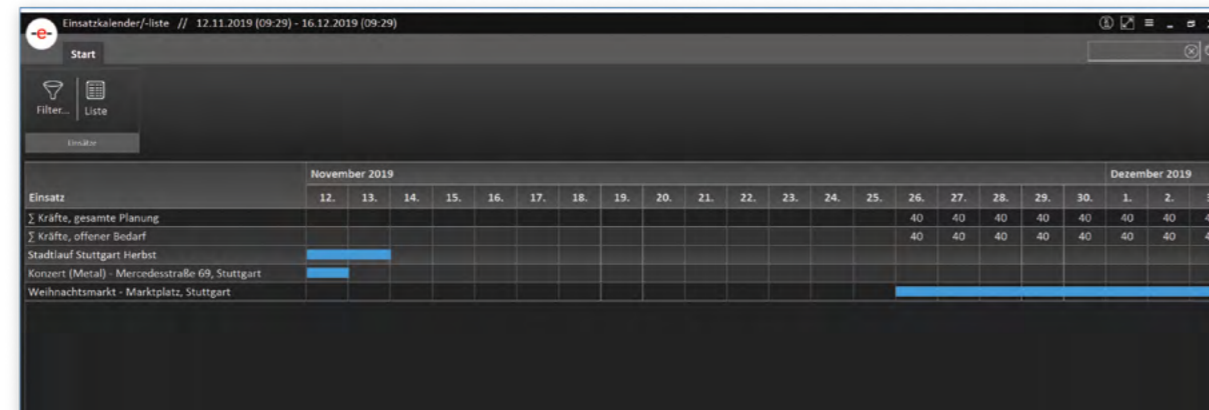 -e- Einsatzkalender/-liste // 12.11.2019 (09:29) - 16.12.2019 (09:29)
Start
Filter... Liste
Einsätze
November 2019 Dezember 2019
Einsatz 12. 13. 14. 15. 16. 17. 18. 19. 20. 21. 22. 23. 24. 25. 26. 27. 28. 29. 30. 1. 2.
∑ Kräfte, gesamte Planung 40 40 40 40 40 40 40
∑ Kräfte, offener Bedarf 40 40 40 40 40 40 40
Stadtlauf Stuttgart Herbst
Konzert (Metal) - Mercedesstraße 69, Stuttgart
Weihnachtsmarkt - Marktplatz, Stuttgart